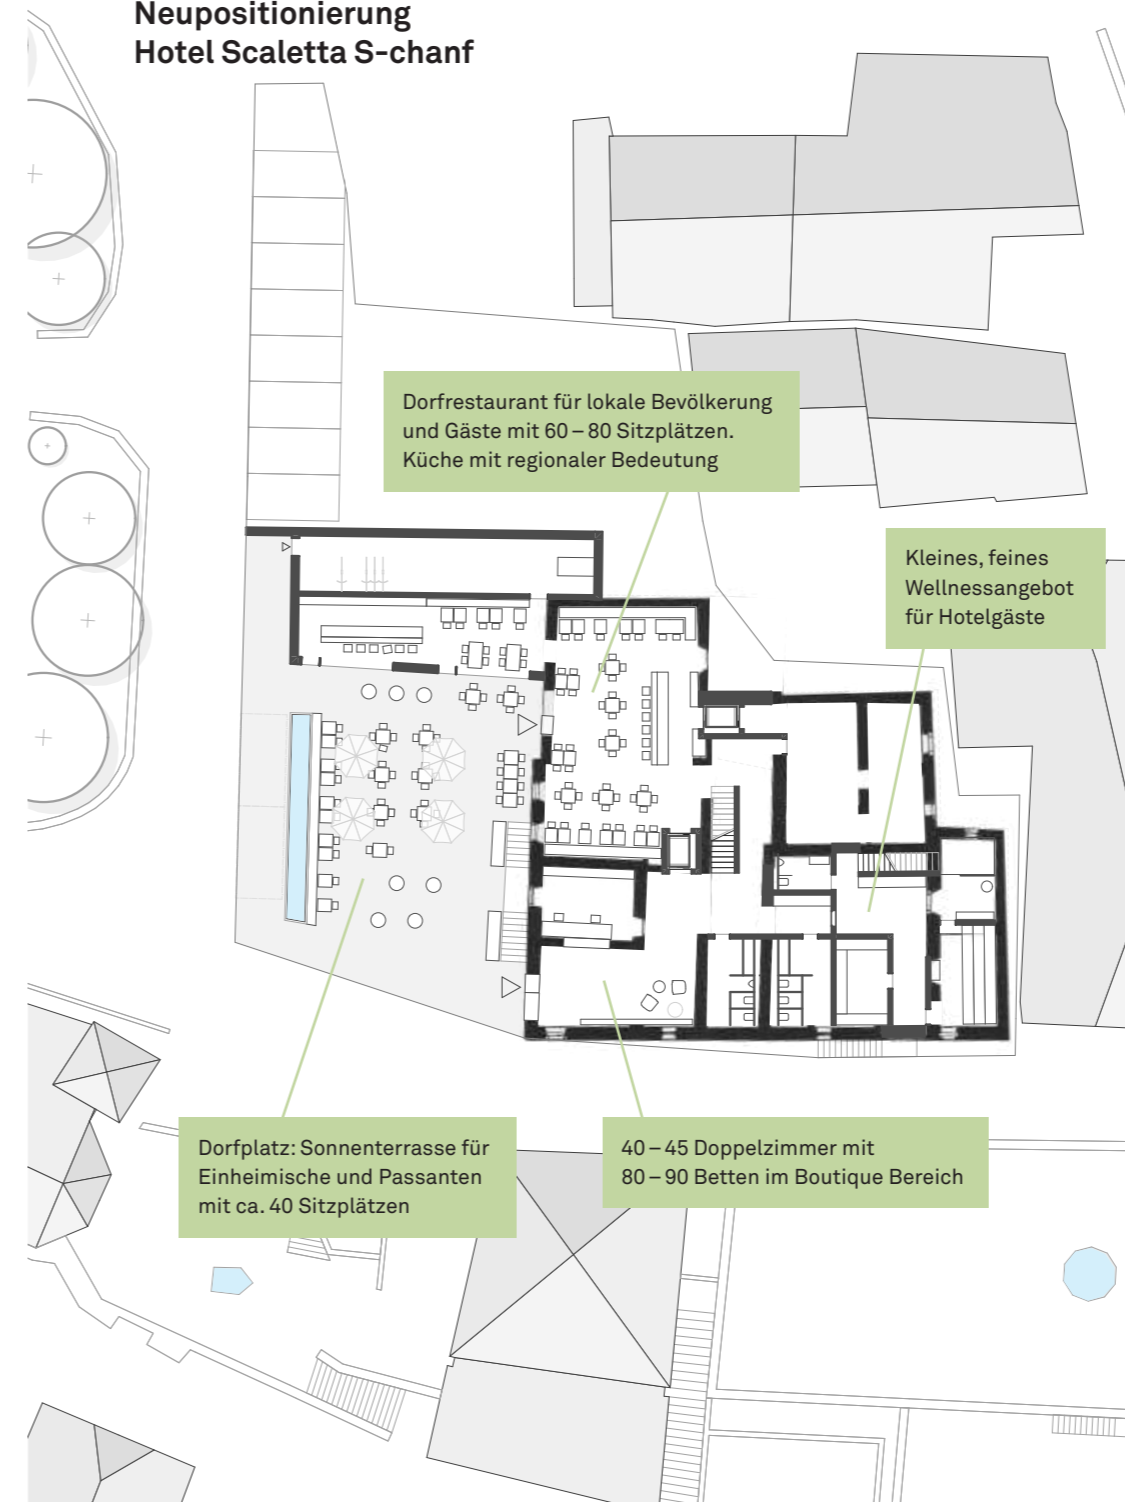 Neupositionierung
Hotel Scaletta S-chanf
Dorfrestaurant für lokale Bevölkerung
und Gäste mit 60 – 80 Sitzplätzen.
Küche mit regionaler Bedeutung
Kleines, feines
Wellnessangebot
für Hotelgäste
Dorfplatz: Sonnenterrasse für
Einheimische und Passanten
mit ca. 40 Sitzplätzen
40 – 45 Doppelzimmer mit
80 – 90 Betten im Boutique Bereich